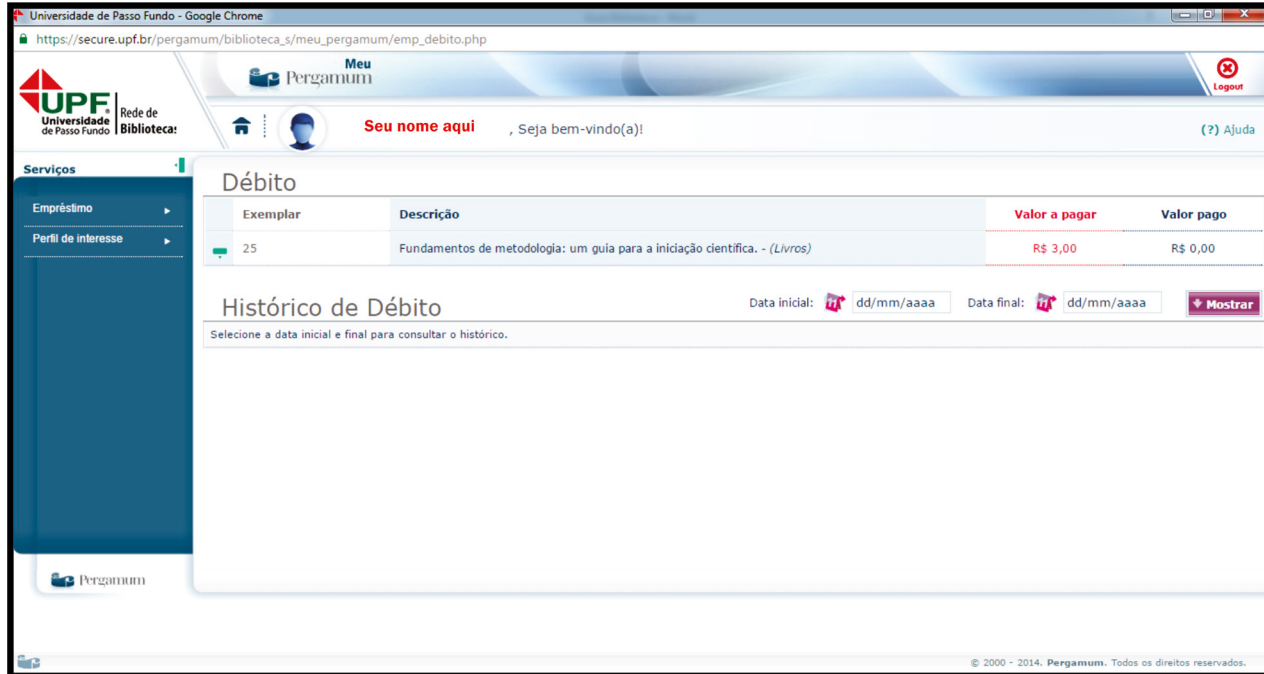 Universidade de Passo Fundo - Google Chrome
https://secure.upf.br/pergamum/biblioteca_s/meu_pergamum/emp_debito.php
Meu
Pergamum
Logout
UPF
Universidade
de Passo Fundo
Rede de
Bibliotecas
Seu nome aqui , Seja bem-vindo(a)!
(?) Ajuda
Serviços
Empréstimo
Perfil de interesse
Débito
Exemplar Descrição Valor a pagar Valor pago
25 Fundamentos de metodologia: um guia para a iniciação científica. - (Livros) R$ 3,00 R$ 0,00
Histórico de Débito Data inicial: dd/mm/aaaa Data final: dd/mm/aaaa Mostrar
Selecione a data inicial e final para consultar o histórico.
Pergamum
© 2000 - 2014. Pergamum. Todos os direitos reservados.